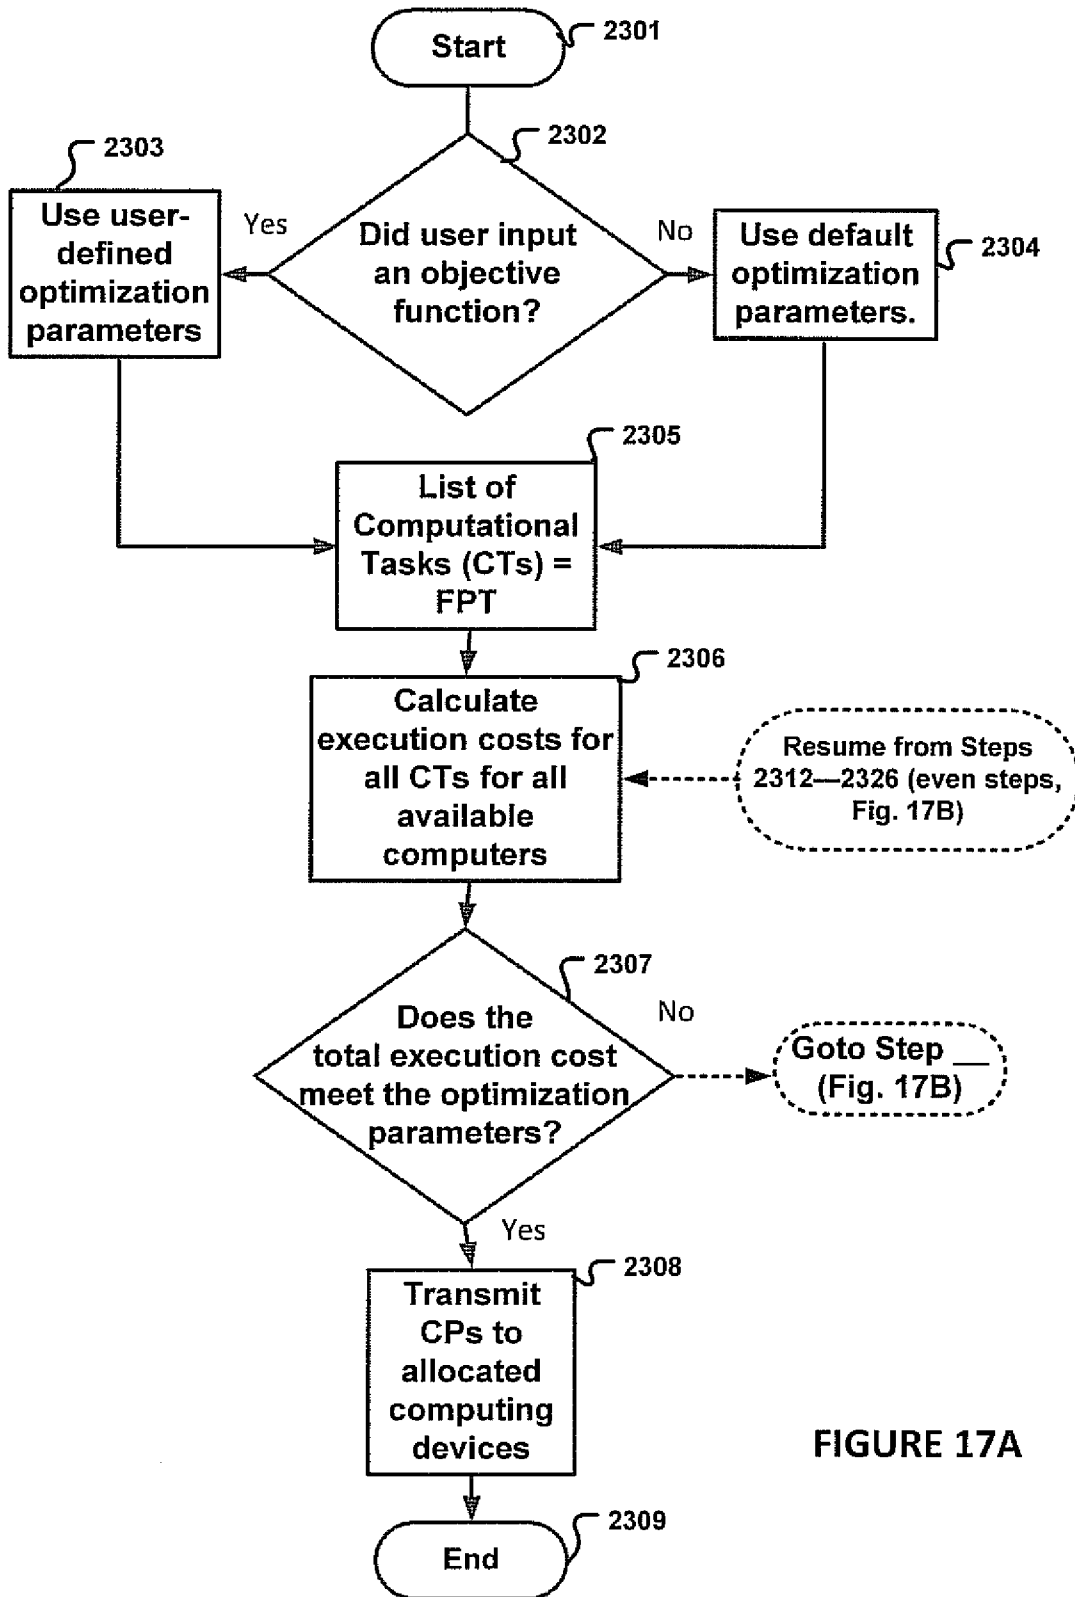 Start
2301
2302
2303
Use user-
defined
optimization
parameters
Yes
Did user input
an objective
function?
No
Use default
optimization
parameters.
2304
2305
List of
Computational
Tasks (CTs) =
FPT
2306
Calculate
execution costs for
all CTs for all
available
computers
Resume from Steps
2312—2326 (even steps,
Fig. 17B)
2307
Does the
total execution cost
meet the optimization
parameters?
No
Goto Step __
(Fig. 17B)
Yes
2308
Transmit
CPs to
allocated
computing
devices
FIGURE 17A
2309
End